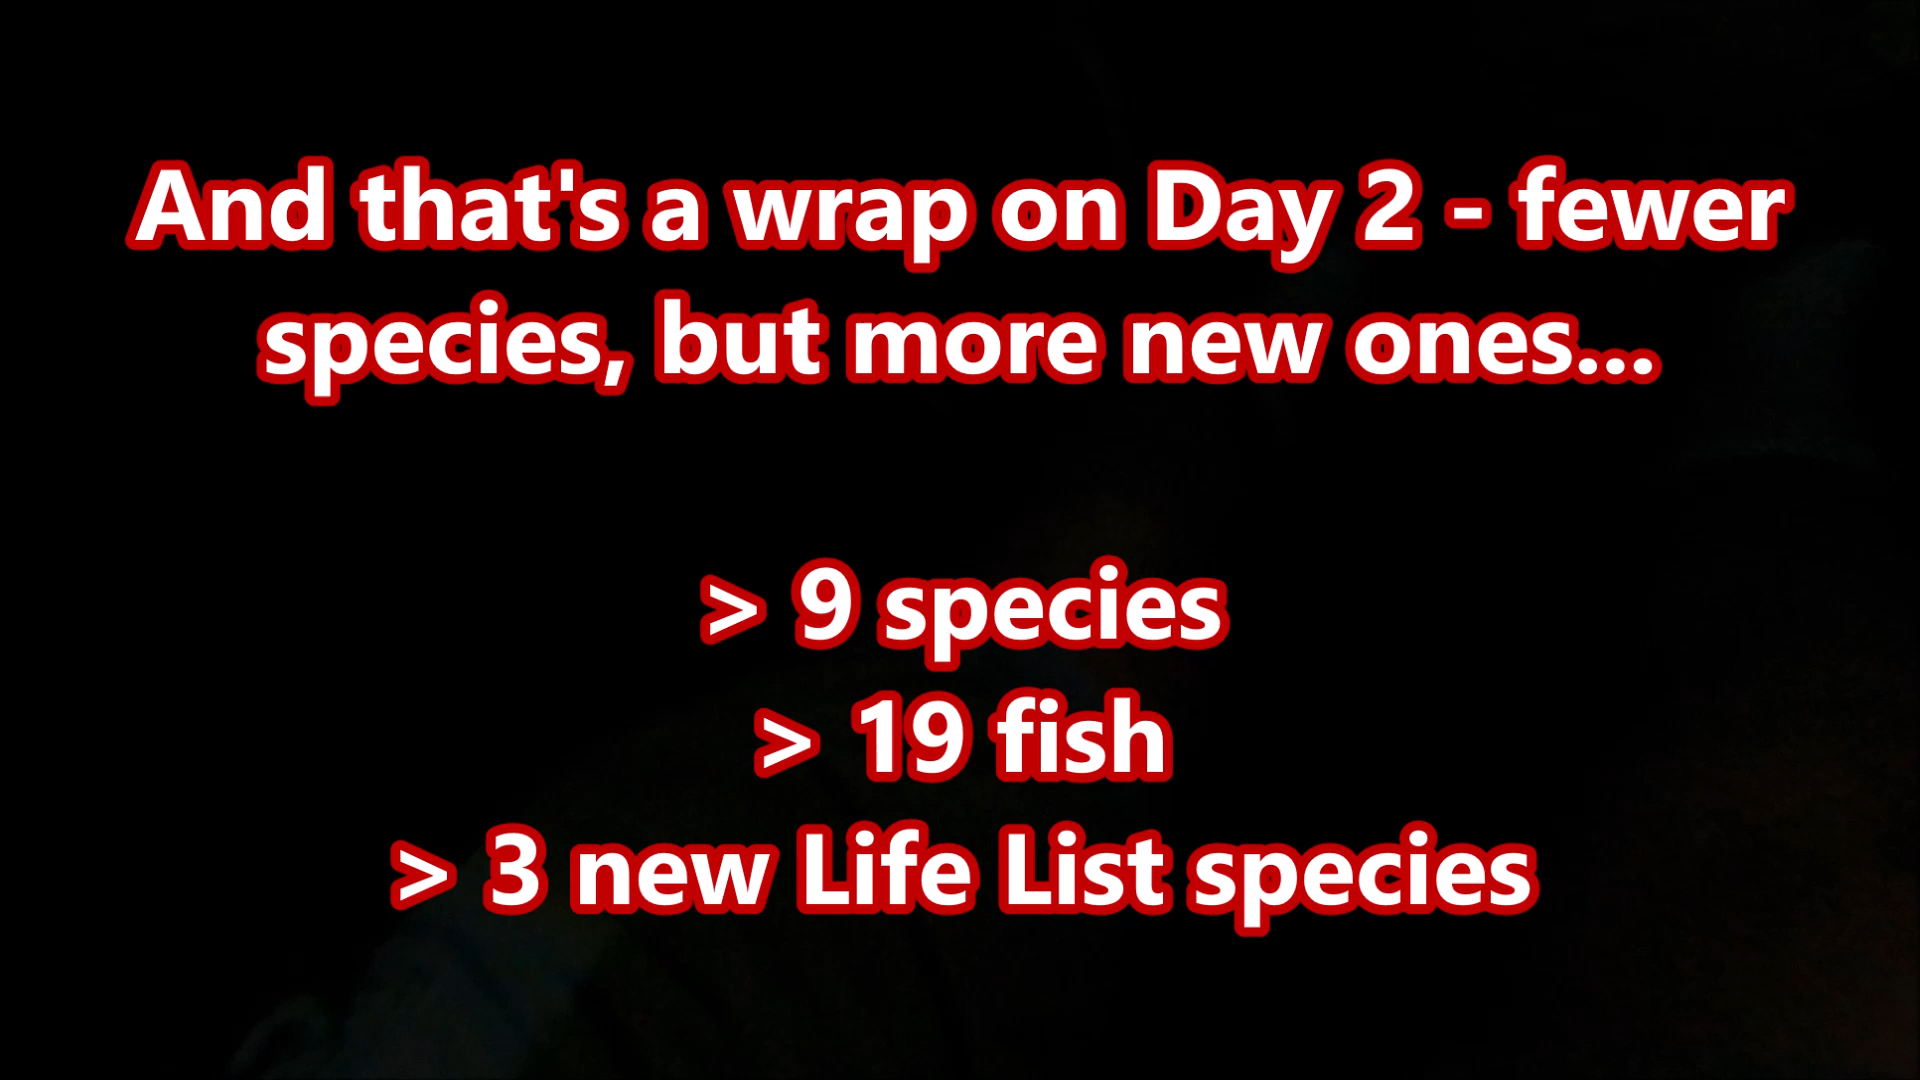 And that's a wrap on Day 2 - fewer
species, but more new ones...
> 9 species
> 19 fish
> 3 new Life List species